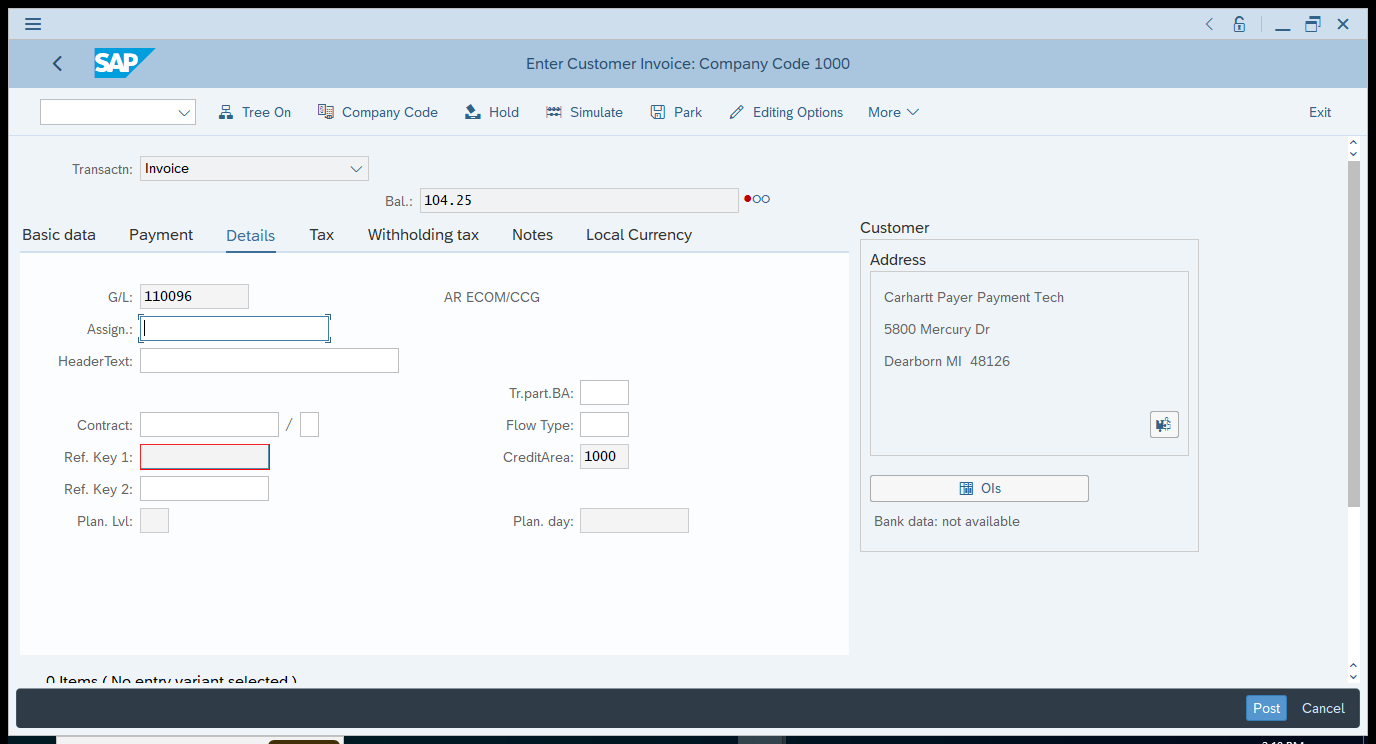 SAP
Enter Customer Invoice: Company Code 1000
Tree On Company Code Hold Simulate Park Editing Options More Exit
Transactn: Invoice
Bal.: 104.25
Basic data Payment Details Tax Withholding tax Notes Local Currency
G/L: 110096 AR ECOM/CCG
Assign.:
HeaderText:
Tr.part.BA:
Contract: / Flow Type:
Ref. Key 1: CreditArea: 1000
Ref. Key 2:
Plan. Lvl: Plan. day:
Customer
Address
Carhartt Payer Payment Tech
5800 Mercury Dr
Dearborn MI 48126
OIs
Bank data: not available
0 Items ( No entry variant selected )
Post Cancel